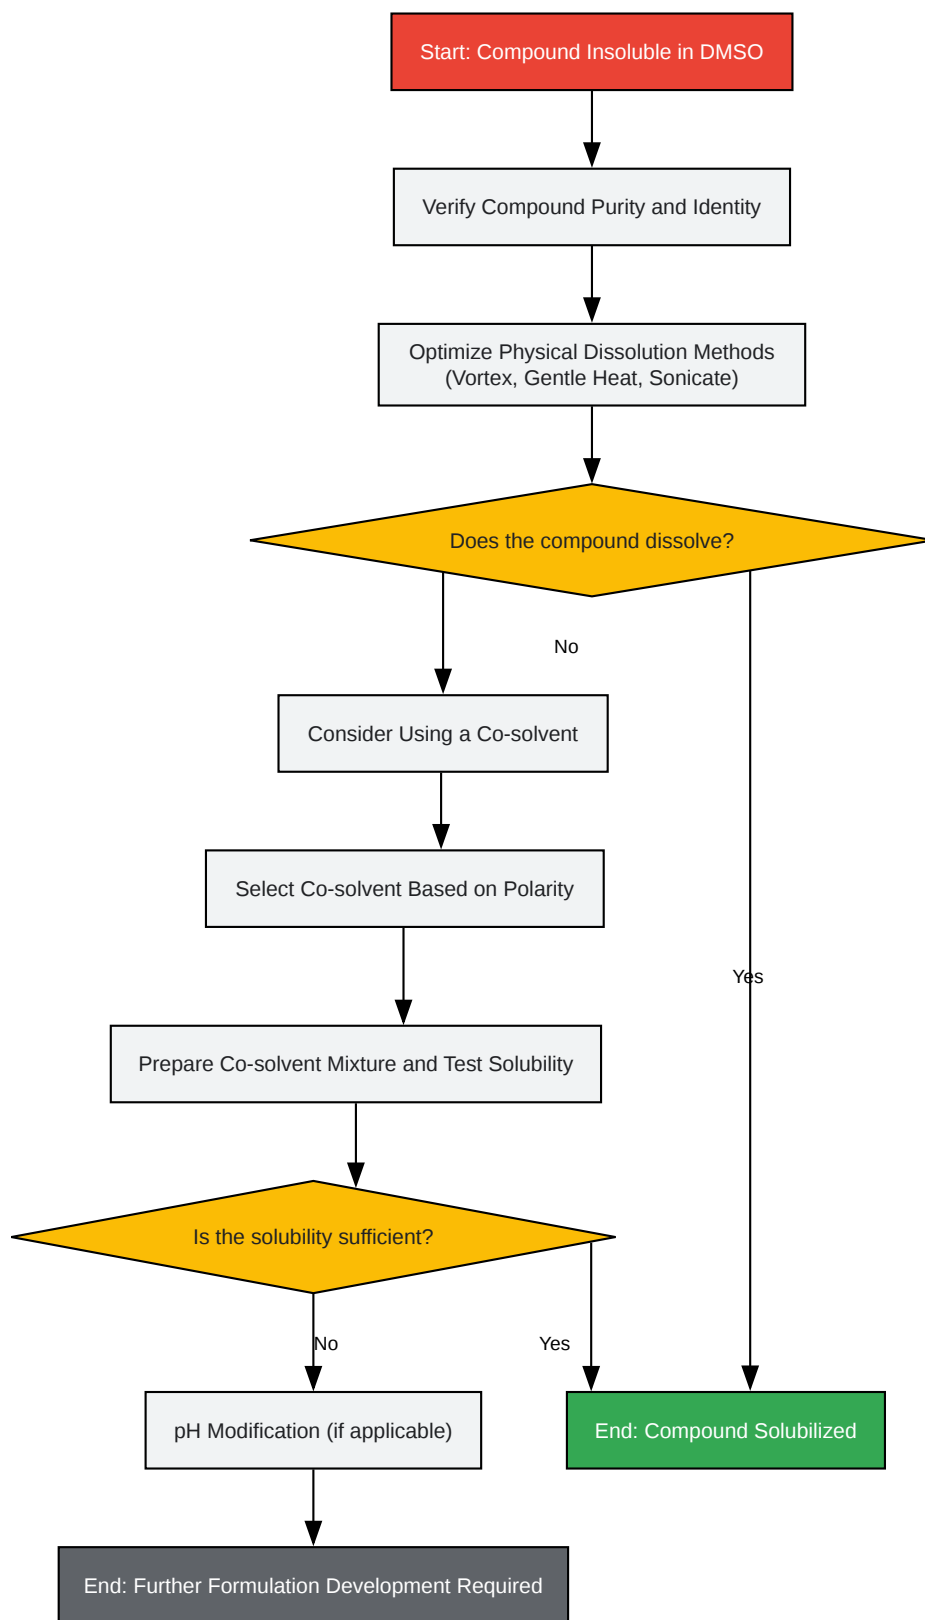 Start: Compound Insoluble in DMSO
Verify Compound Purity and Identity
Optimize Physical Dissolution Methods
(Vortex, Gentle Heat, Sonicate)
Does the compound dissolve?
No
Consider Using a Co-solvent
Select Co-solvent Based on Polarity
Yes
Prepare Co-solvent Mixture and Test Solubility
Is the solubility sufficient?
No
Yes
pH Modification (if applicable)
End: Compound Solubilized
End: Further Formulation Development Required